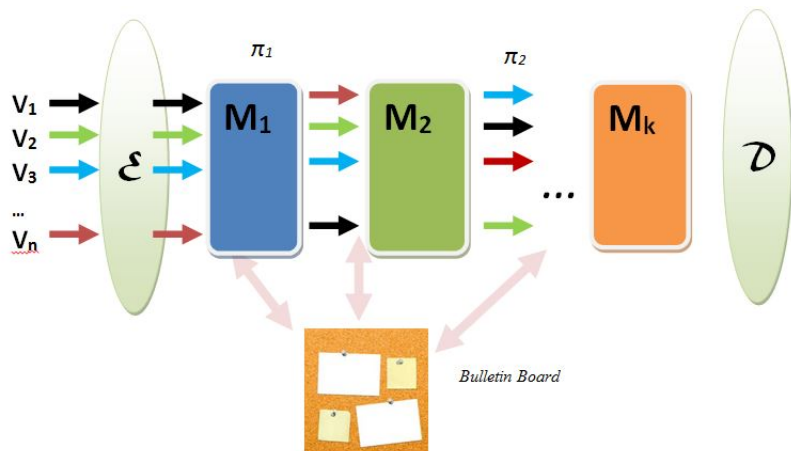 π1
π2
V1
V2
V3
...
Vn
ℰ
M1
M2
...
Mk
𝒟
Bulletin Board